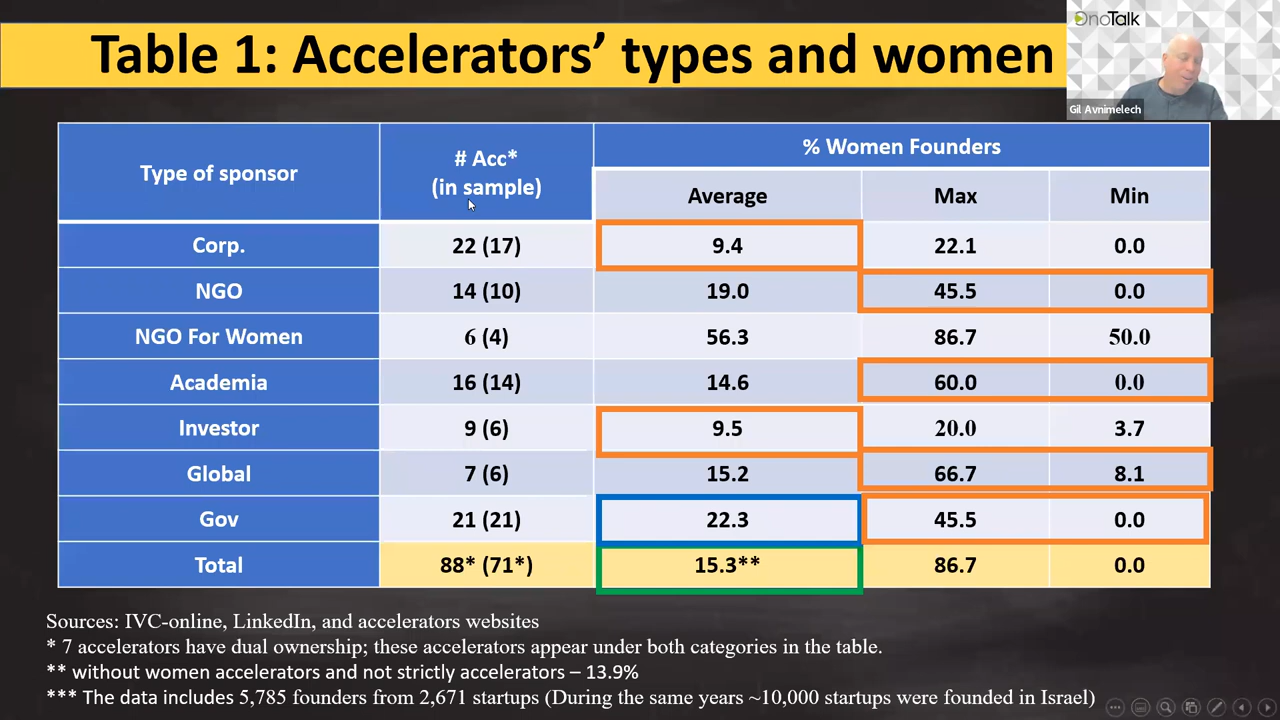 Table 1: Accelerators’ types and women
OnoTalk
Gil Avnimelech
Type of sponsor
# Acc*
(in sample)
% Women Founders
Average Max Min
Corp. 22 (17) 9.4 22.1 0.0
NGO 14 (10) 19.0 45.5 0.0
NGO For Women 6 (4) 56.3 86.7 50.0
Academia 16 (14) 14.6 60.0 0.0
Investor 9 (6) 9.5 20.0 3.7
Global 7 (6) 15.2 66.7 8.1
Gov 21 (21) 22.3 45.5 0.0
Total 88* (71*) 15.3** 86.7 0.0
Sources: IVC-online, LinkedIn, and accelerators websites
* 7 accelerators have dual ownership; these accelerators appear under both categories in the table.
** without women accelerators and not strictly accelerators – 13.9%
*** The data includes 5,785 founders from 2,671 startups (During the same years ~10,000 startups were founded in Israel)